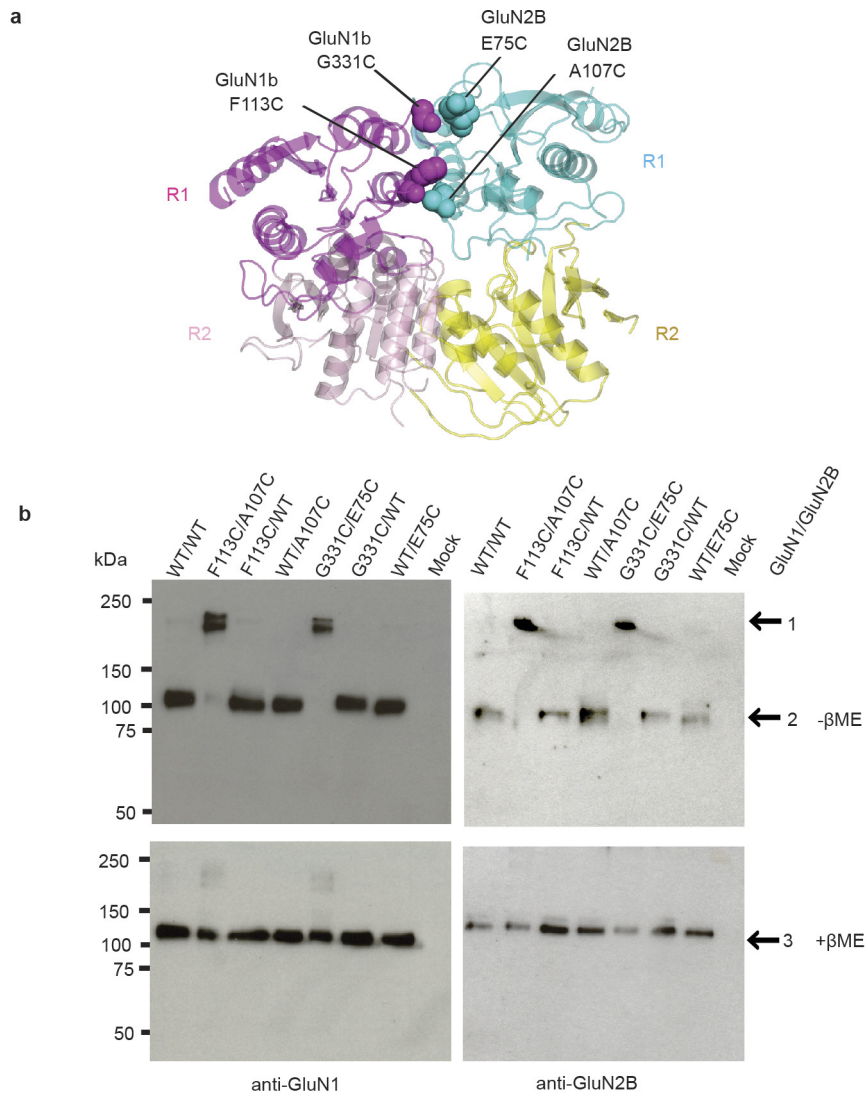 a
GluN1b
G331C
GluN2B
E75C
GluN2B
A107C
GluN1b
F113C
R1
R1
R2
R2
b
kDa
WT/WT
F113C/A107C
F113C/WT
WT/A107C
G331C/E75C
G331C/WT
WT/E75C
Mock
WT/WT
F113C/A107C
F113C/WT
WT/A107C
G331C/E75C
G331C/WT
WT/E75C
Mock
GluN1/GluN2B
250
150
100
75
50
1
2 -βME
250
150
100
75
50
3 +βME
anti-GluN1
anti-GluN2B